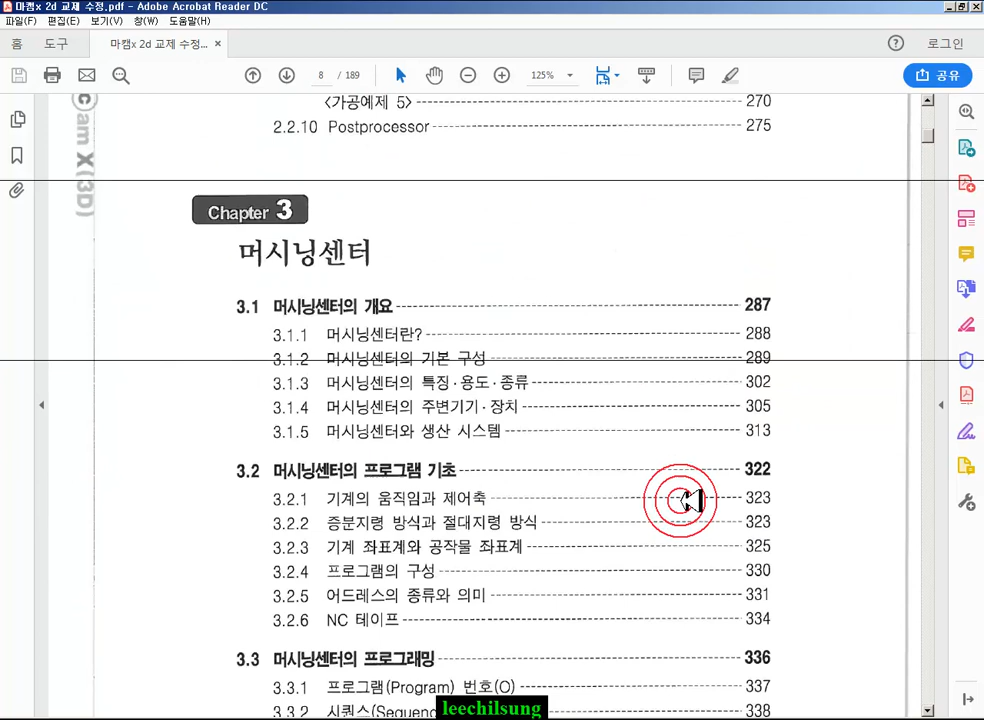 마캠x 2d 교제 수정.pdf - Adobe Acrobat Reader DC
파일(F) 편집(E) 보기(V) 창(W) 도움말(H)
홈 도구 마캠x 2d 교제 수정... × 로그인
8 / 189 125% 공유
〈가공예제 5〉 270
2.2.10 Postprocessor 275
ⓒam X(3D)
Chapter 3
머시닝센터
3.1 머시닝센터의 개요 287
3.1.1 머시닝센터란? 288
3.1.2 머시닝센터의 기본 구성 289
3.1.3 머시닝센터의 특징·용도·종류 302
3.1.4 머시닝센터의 주변기기·장치 305
3.1.5 머시닝센터와 생산 시스템 313
3.2 머시닝센터의 프로그램 기초 322
3.2.1 기계의 움직임과 제어축 323
3.2.2 증분지령 방식과 절대지령 방식 323
3.2.3 기계 좌표계와 공작물 좌표계 325
3.2.4 프로그램의 구성 330
3.2.5 어드레스의 종류와 의미 331
3.2.6 NC 테이프 334
3.3 머시닝센터의 프로그래밍 336
3.3.1 프로그램(Program) 번호(O) 337
3.3.2 시퀀스(Sequenc 338
leechilsung